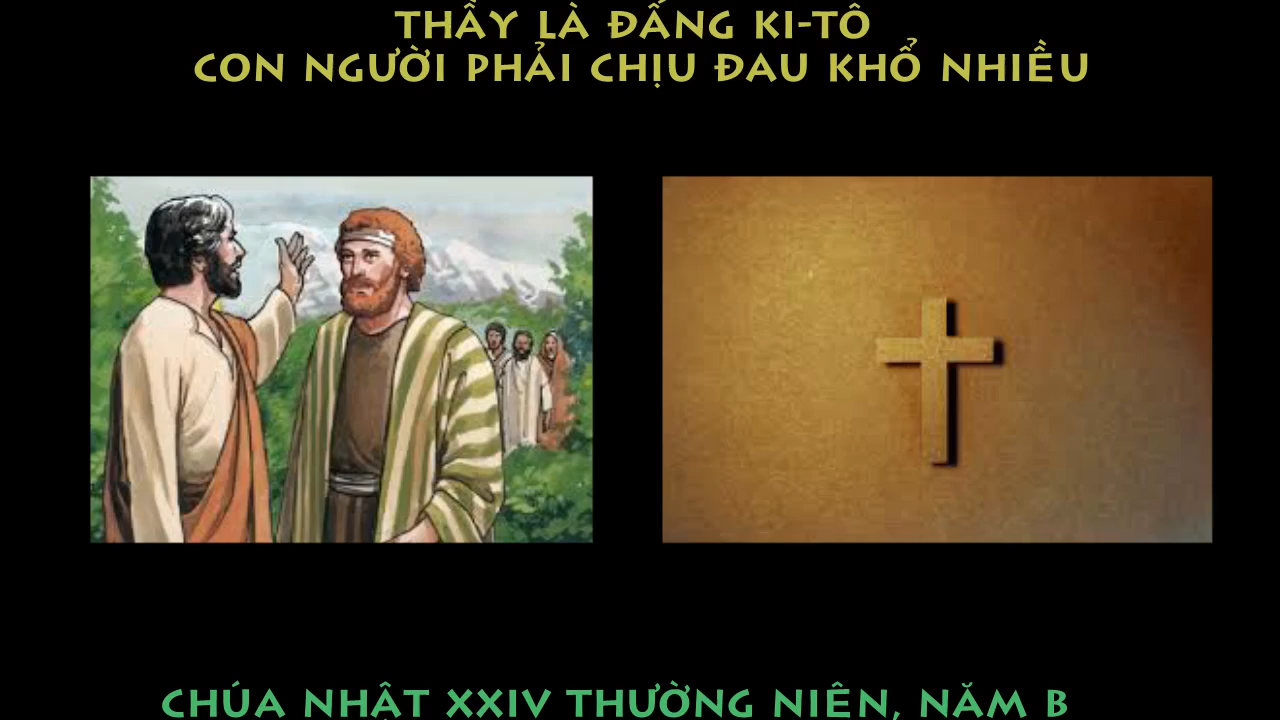 THẦY LÀ ĐẤNG KI-TÔ
CON NGƯỜI PHẢI CHỊU ĐAU KHỔ NHIỀU
CHÚA NHẬT XXIV THƯỜNG NIÊN, NĂM B